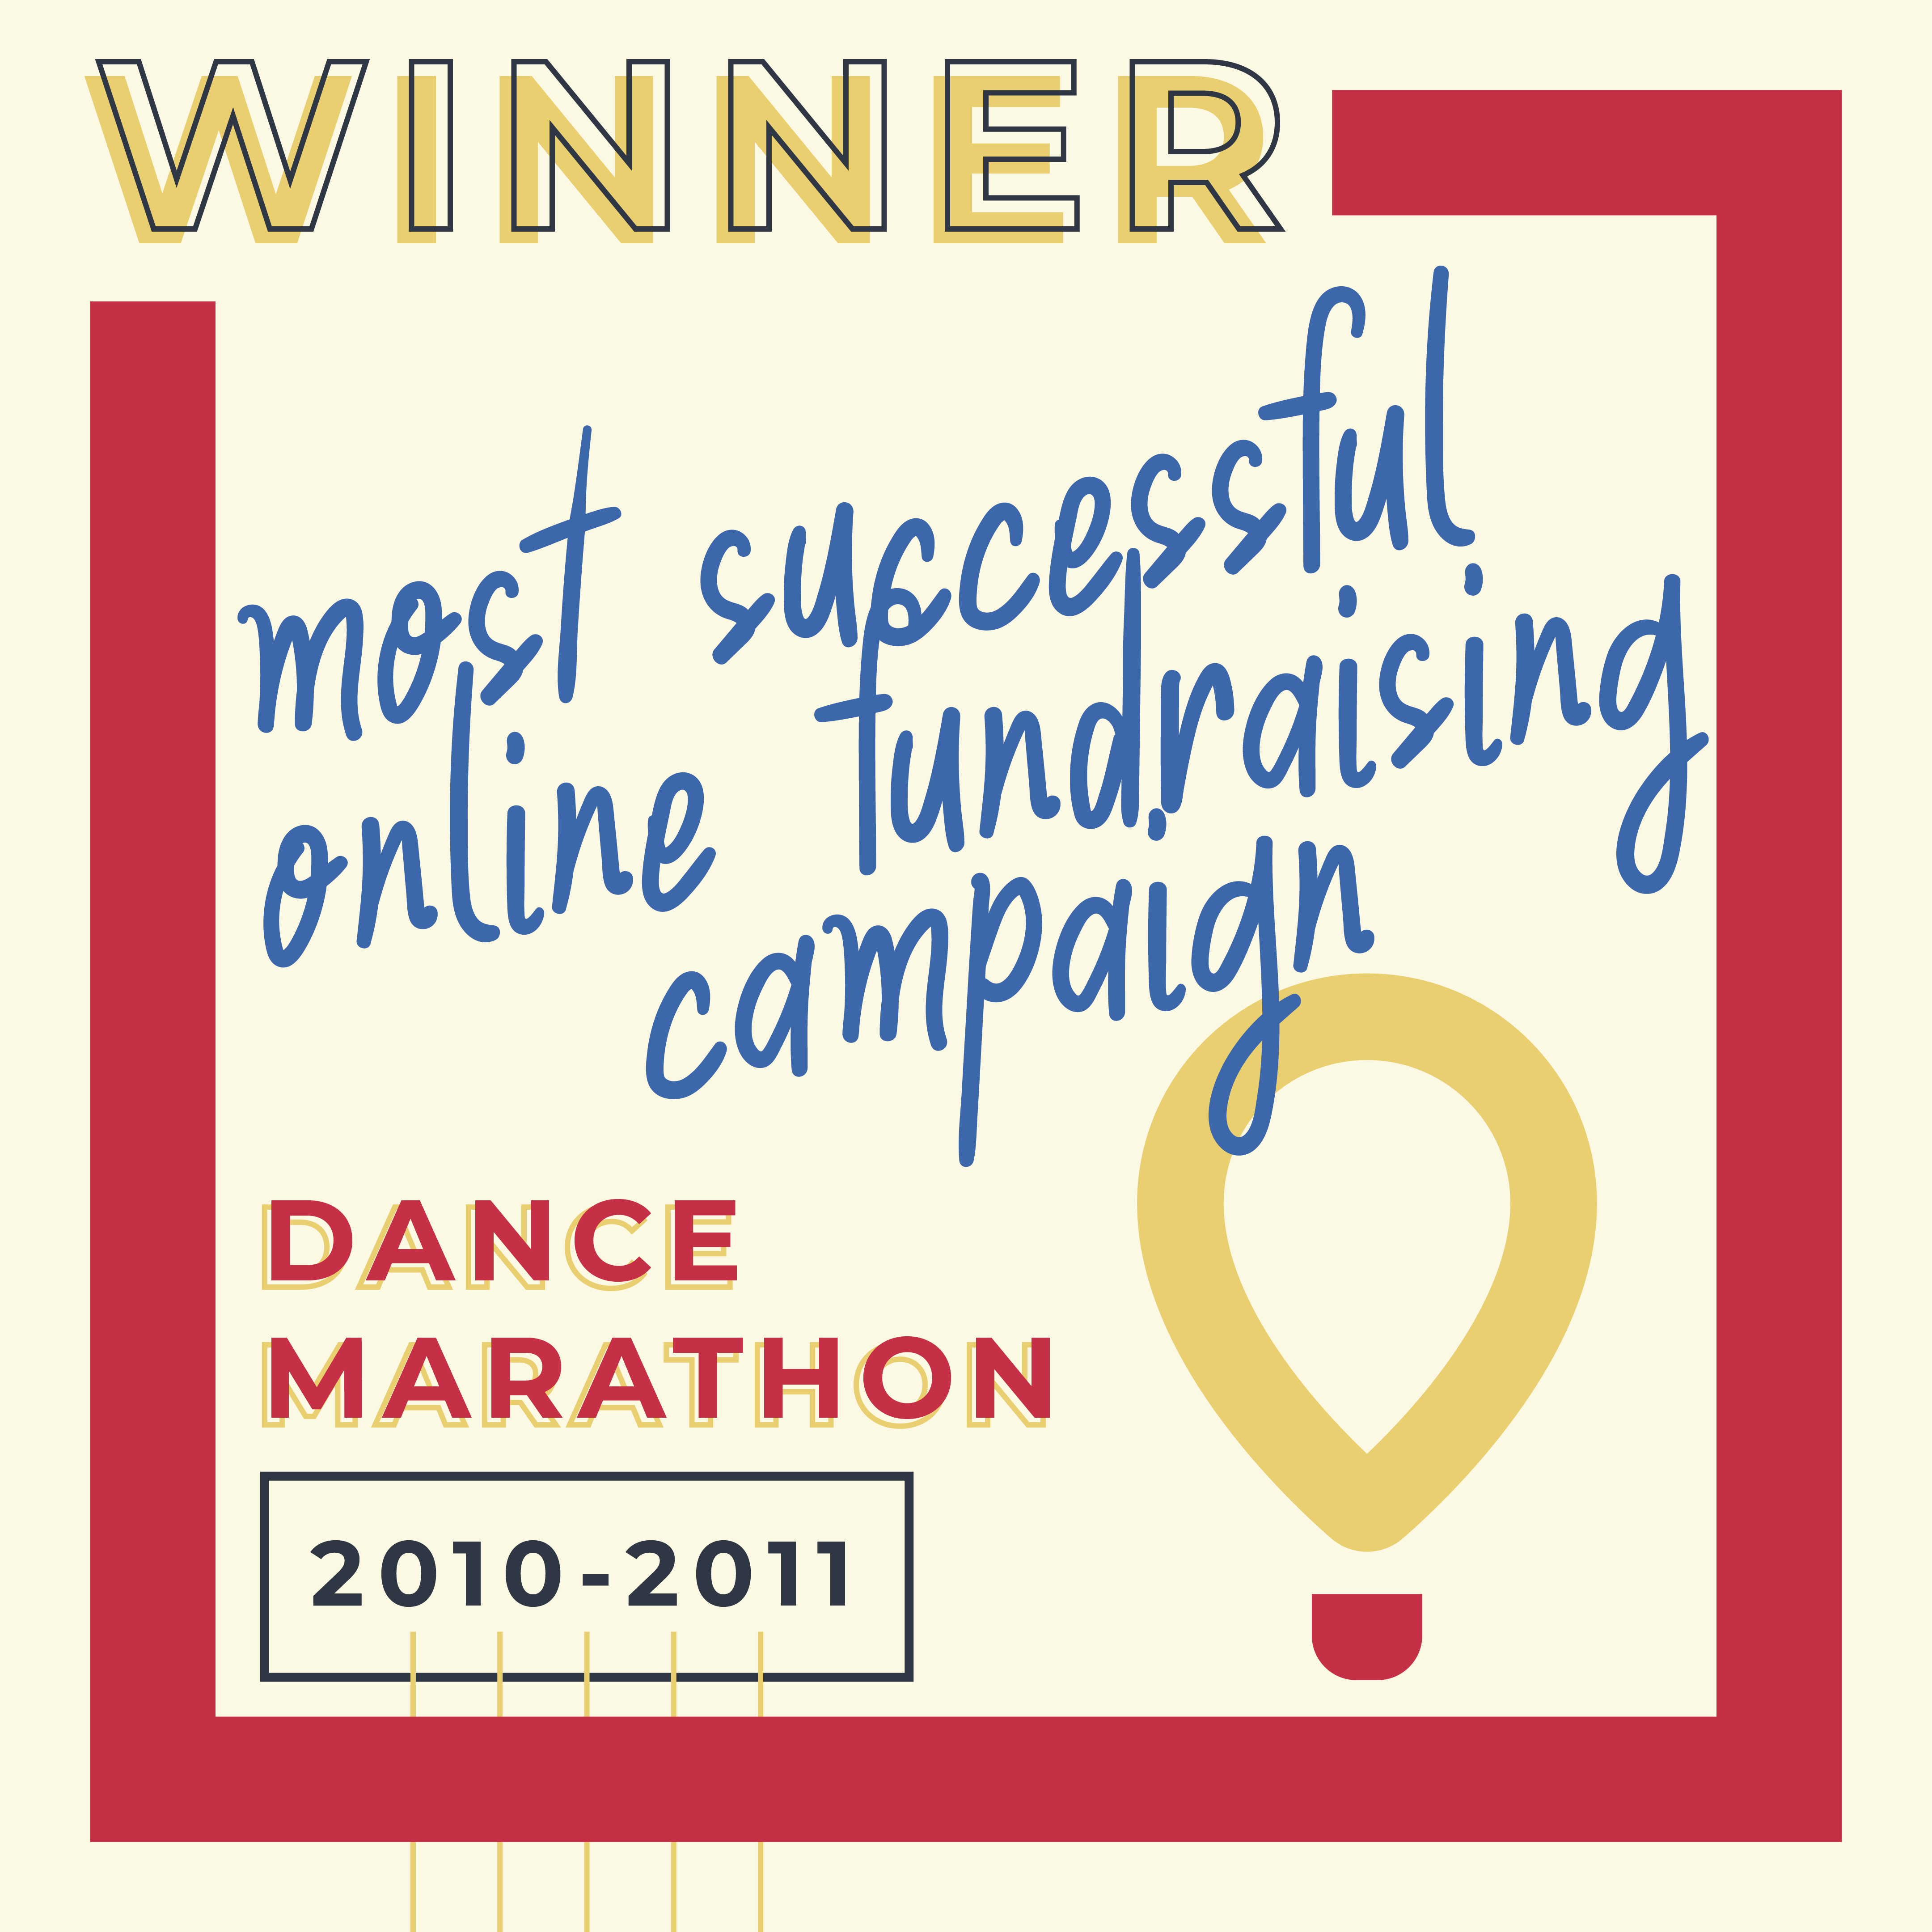 WINNER
most successful
online fundraising
campaign
DANCE
MARATHON
2010-2011